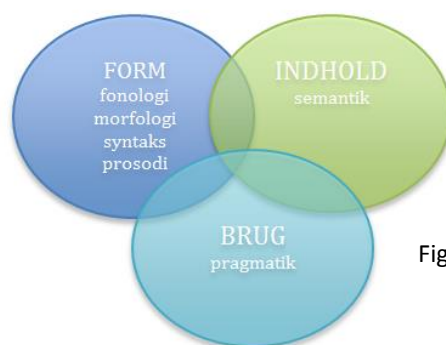 FORM
fonologi
morfologi
syntaks
prosodi
INDHOLD
semantik
BRUG
pragmatik
Fig